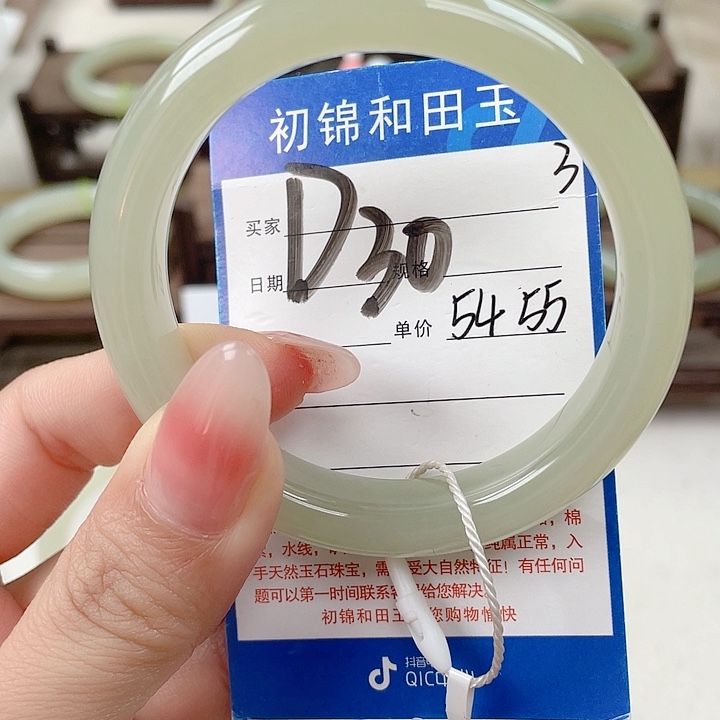 初锦和田玉
3
买家
D30
日期
规格
单价 54 55
棉
水线，
纯属正常，入
手天然玉石珠宝，需
受大自然特征！有任何问
题可以第一时间联系
给您解决
初锦和田玉
您购物愉快
抖音